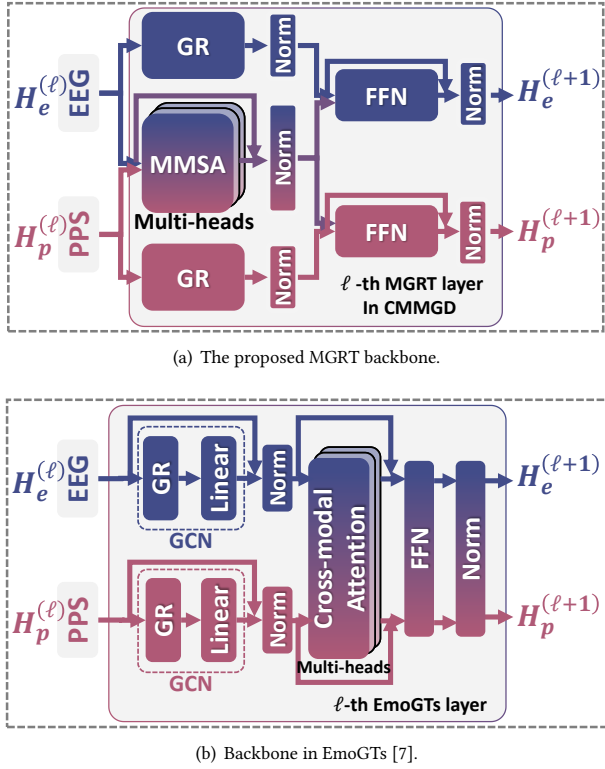 GR
Norm
H_e^{(ℓ)}
EEG
FFN
Norm
H_e^{(ℓ+1)}
MMSA
Norm
Multi-heads
H_p^{(ℓ)}
PPS
FFN
Norm
H_p^{(ℓ+1)}
GR
Norm
ℓ -th MGRT layer
In CMMGD
(a) The proposed MGRT backbone.
H_e^{(ℓ)}
EEG
GR
Linear
Norm
GCN
Cross-modal
Attention
FFN
Norm
H_e^{(ℓ+1)}
H_p^{(ℓ)}
PPS
GR
Linear
Norm
GCN
Multi-heads
H_p^{(ℓ+1)}
ℓ-th EmoGTs layer
(b) Backbone in EmoGTs [7].